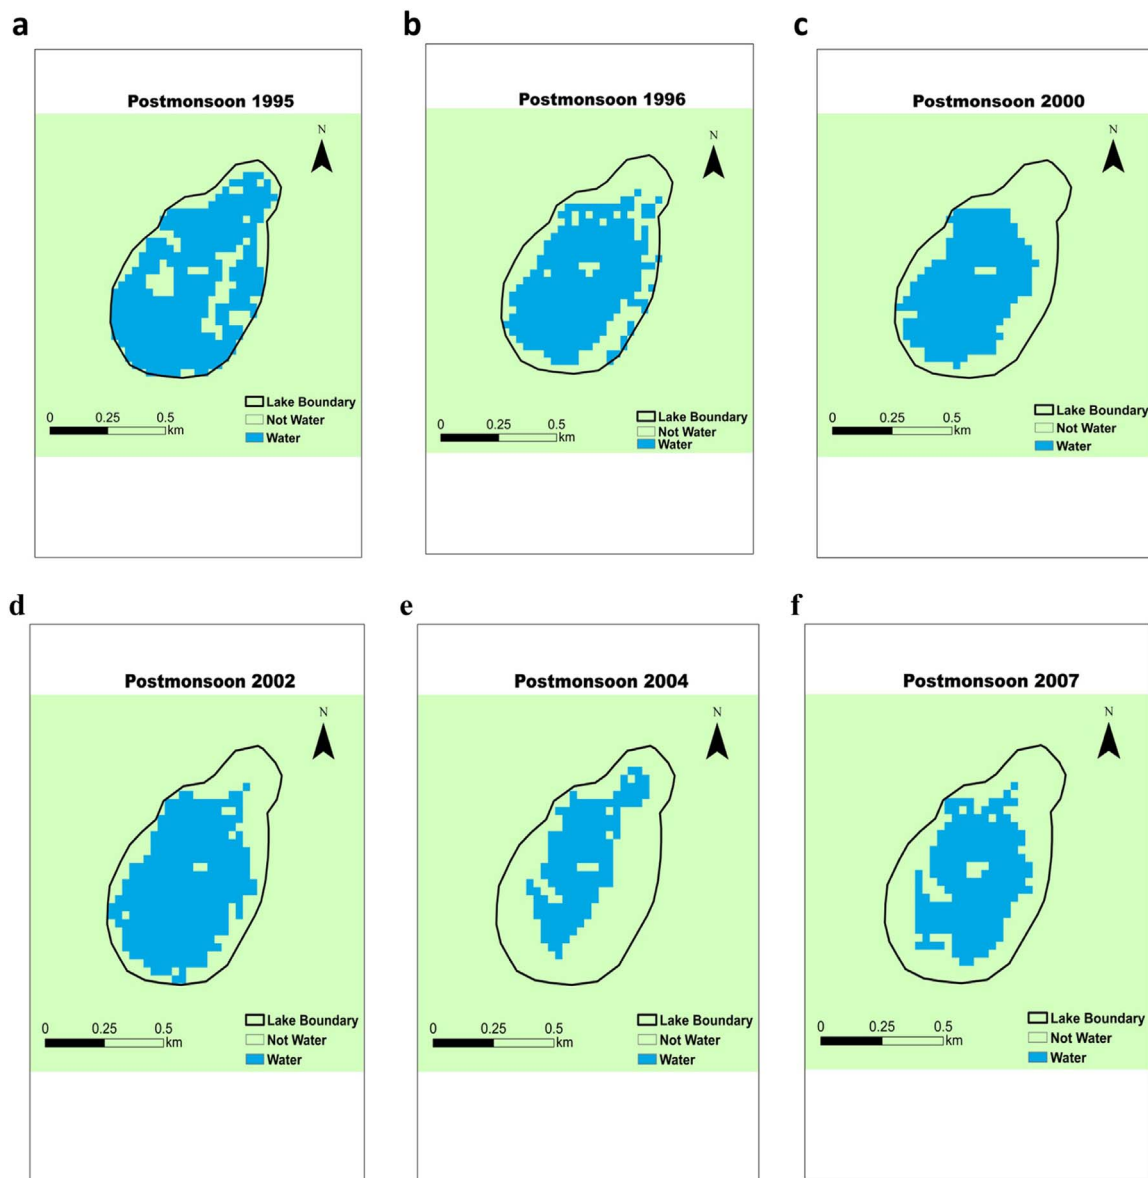 a
b
c
Postmonsoon 1995
Postmonsoon 1996
Postmonsoon 2000
N
N
N
0 0.25 0.5
km
Lake Boundary
Not Water
Water
0 0.25 0.5
km
Lake Boundary
Not Water
Water
0 0.25 0.5
km
Lake Boundary
Not Water
Water
d
e
f
Postmonsoon 2002
Postmonsoon 2004
Postmonsoon 2007
N
N
N
0 0.25 0.5
km
Lake Boundary
Not Water
Water
0 0.25 0.5
km
Lake Boundary
Not Water
Water
0 0.25 0.5
km
Lake Boundary
Not Water
Water